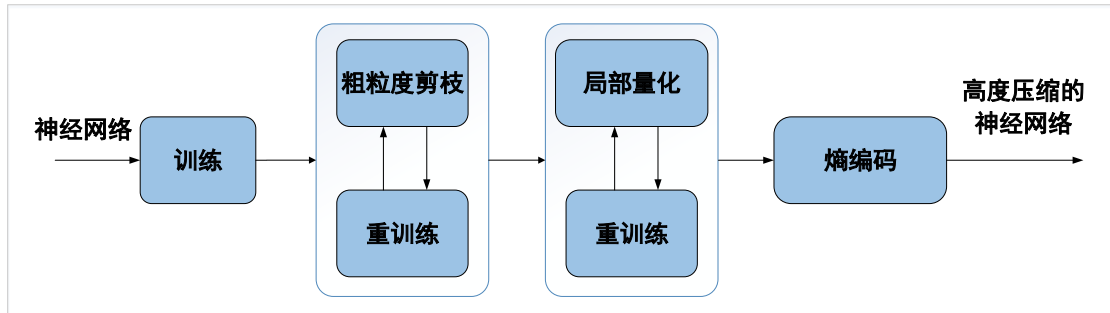 神经网络
训练
粗粒度剪枝
重训练
局部量化
重训练
熵编码
高度压缩的
神经网络